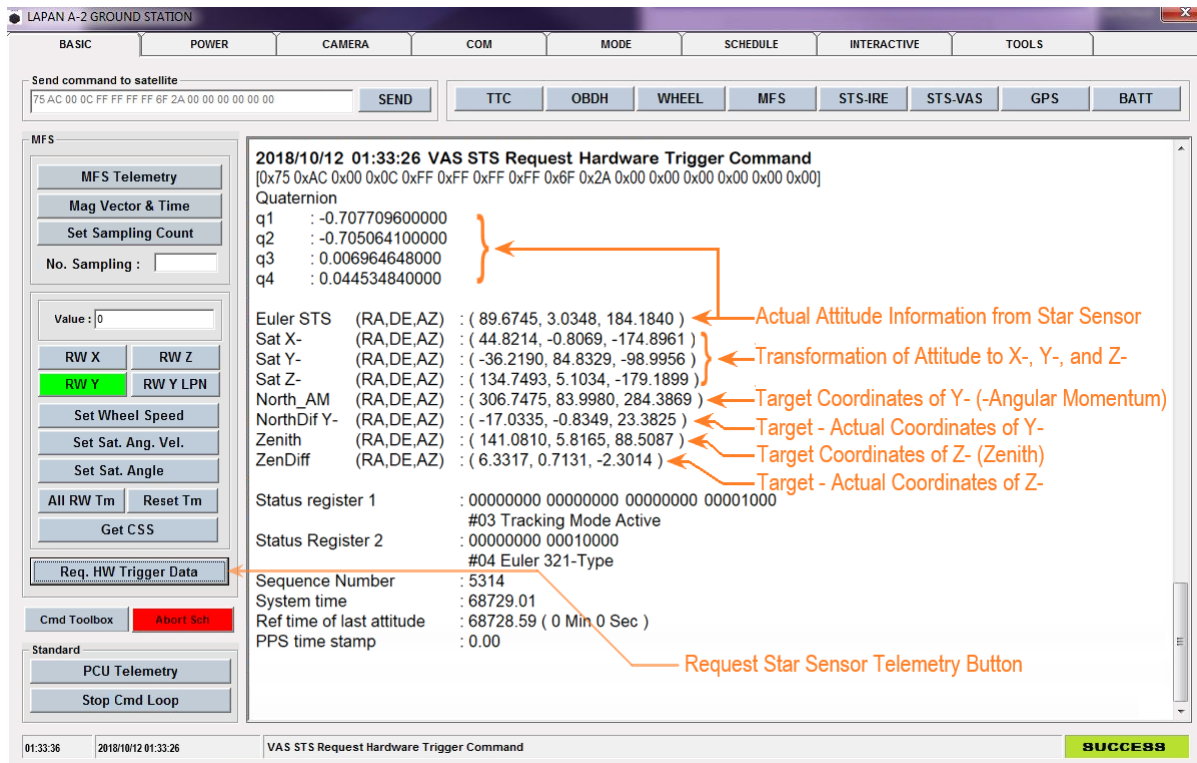 LAPAN A-2 GROUND STATION
BASIC POWER CAMERA COM MODE SCHEDULE INTERACTIVE TOOLS
Send command to satellite
75 AC 00 0C FF FF FF FF 6F 2A 00 00 00 00 00 00 SEND TTC OBDH WHEEL MFS STS-IRE STS-VAS GPS BATT
MFS
MFS Telemetry
Mag Vector & Time
Set Sampling Count
No. Sampling :
Value : 0
RW X RW Z
RW Y RW Y LPN
Set Wheel Speed
Set Sat. Ang. Vel.
Set Sat. Angle
All RW Tm Reset Tm
Get CSS
Req. HW Trigger Data
Cmd Toolbox Abort Sch
Standard
PCU Telemetry
Stop Cmd Loop
2018/10/12 01:33:26 VAS STS Request Hardware Trigger Command
[0x75 0xAC 0x00 0x0C 0xFF 0xFF 0xFF 0xFF 0x6F 0x2A 0x00 0x00 0x00 0x00 0x00 0x00]
Quaternion
q1 : -0.707709600000
q2 : -0.705064100000
q3 : 0.006964648000
q4 : 0.044534840000
Euler STS (RA,DE,AZ) : ( 89.6745, 3.0348, 184.1840 ) Actual Attitude Information from Star Sensor
Sat X- (RA,DE,AZ) : ( 44.8214, -0.8069, -174.8961 )
Sat Y- (RA,DE,AZ) : ( -36.2190, 84.8329, -98.9956 ) Transformation of Attitude to X-, Y-, and Z-
Sat Z- (RA,DE,AZ) : ( 134.7493, 5.1034, -179.1899 )
North_AM (RA,DE,AZ) : ( 306.7475, 83.9980, 284.3869 ) Target Coordinates of Y- (-Angular Momentum)
NorthDif Y- (RA,DE,AZ) : ( -17.0335, -0.8349, 23.3825 ) Target - Actual Coordinates of Y-
Zenith (RA,DE,AZ) : ( 141.0810, 5.8165, 88.5087 ) Target Coordinates of Z- (Zenith)
ZenDiff (RA,DE,AZ) : ( 6.3317, 0.7131, -2.3014 ) Target - Actual Coordinates of Z-
Status register 1 : 00000000 00000000 00000000 00001000
#03 Tracking Mode Active
Status Register 2 : 00000000 00010000
#04 Euler 321-Type
Sequence Number : 5314
System time : 68729.01
Ref time of last attitude : 68728.59 ( 0 Min 0 Sec )
PPS time stamp : 0.00
Request Star Sensor Telemetry Button
01:33:36 2018/10/12 01:33:26 VAS STS Request Hardware Trigger Command SUCCESS